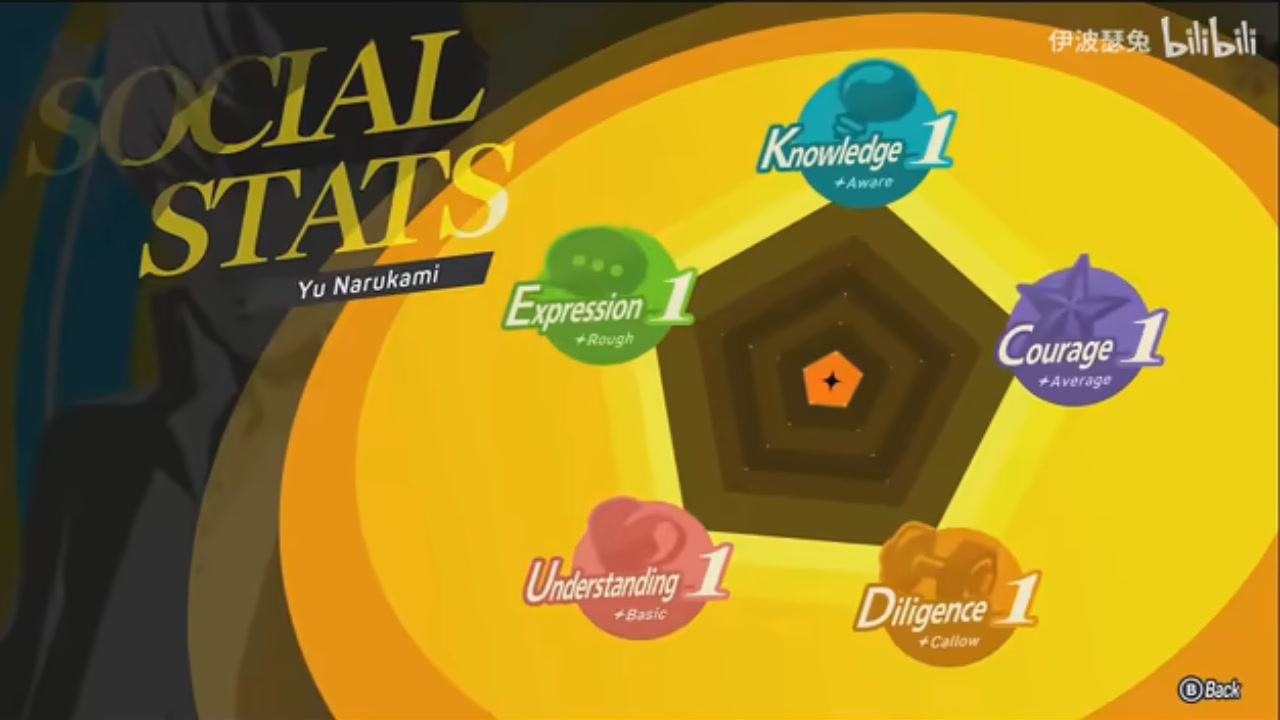 伊波瑟兔 bilibili
SOCIAL
STATS
Yu Narukami
Knowledge 1
Aware
Expression 1
Rough
Courage 1
Average
Understanding 1
Basic
Diligence 1
Callow
B Back